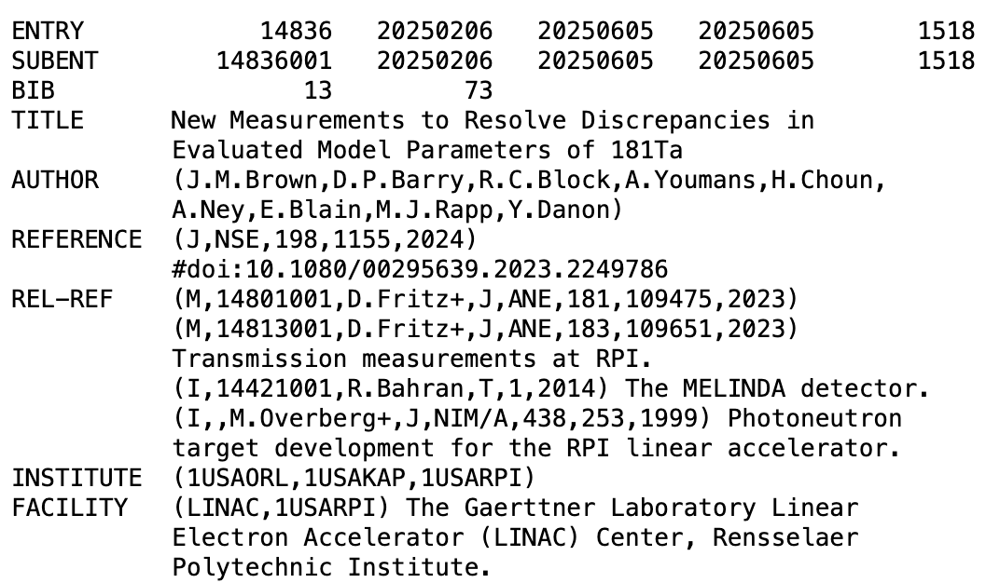 ENTRY            14836   20250206   20250605   20250605       1518
SUBENT        14836001   20250206   20250605   20250605       1518
BIB                 13         73
TITLE      New Measurements to Resolve Discrepancies in
           Evaluated Model Parameters of 181Ta
AUTHOR     (J.M.Brown,D.P.Barry,R.C.Block,A.Youmans,H.Choun,
           A.Ney,E.Blain,M.J.Rapp,Y.Danon)
REFERENCE  (J,NSE,198,1155,2024)
           #doi:10.1080/00295639.2023.2249786
REL-REF    (M,14801001,D.Fritz+,J,ANE,181,109475,2023)
           (M,14813001,D.Fritz+,J,ANE,183,109651,2023)
           Transmission measurements at RPI.
           (I,14421001,R.Bahran,T,1,2014) The MELINDA detector.
           (I,,M.Overberg+,J,NIM/A,438,253,1999) Photoneutron
           target development for the RPI linear accelerator.
INSTITUTE  (1USAORL,1USAKAP,1USARPI)
FACILITY   (LINAC,1USARPI) The Gaerttner Laboratory Linear
           Electron Accelerator (LINAC) Center, Rensselaer
           Polytechnic Institute.